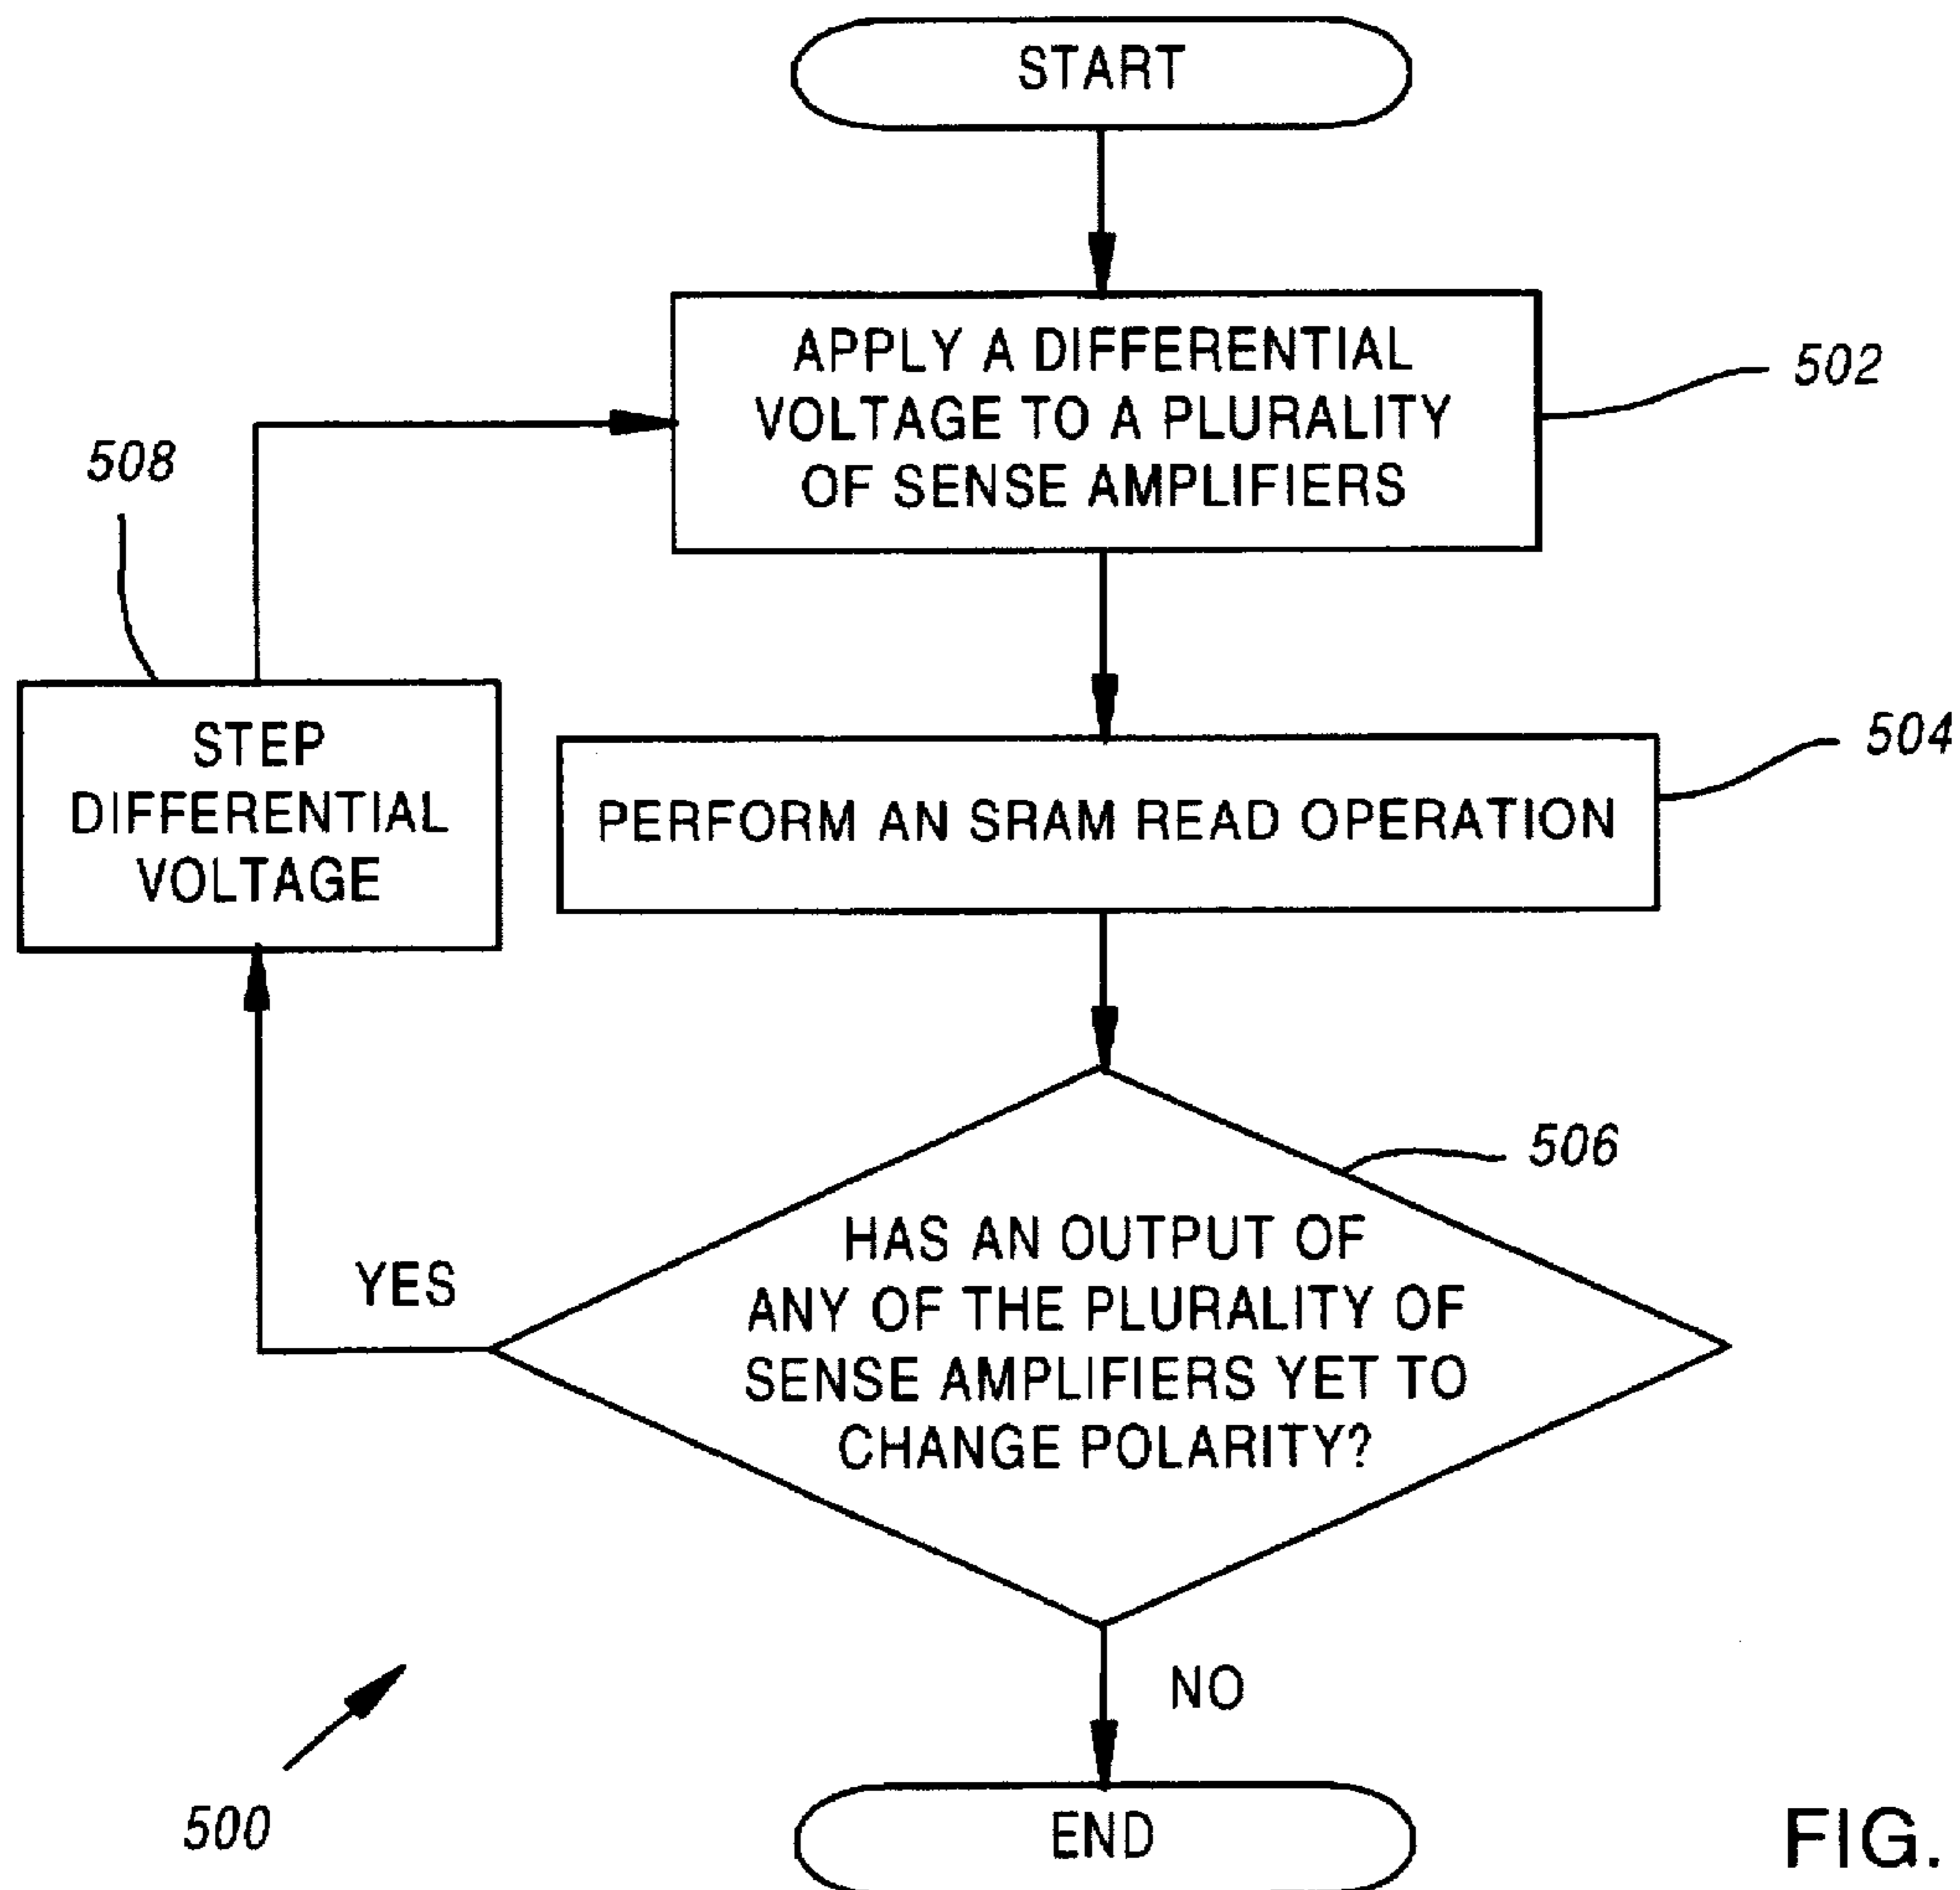 START
APPLY A DIFFERENTIAL
VOLTAGE TO A PLURALITY
OF SENSE AMPLIFIERS
502
508
STEP
DIFFERENTIAL
VOLTAGE
504
PERFORM AN SRAM READ OPERATION
506
HAS AN OUTPUT OF
ANY OF THE PLURALITY OF
SENSE AMPLIFIERS YET TO
CHANGE POLARITY?
YES
NO
500
END
FIG.